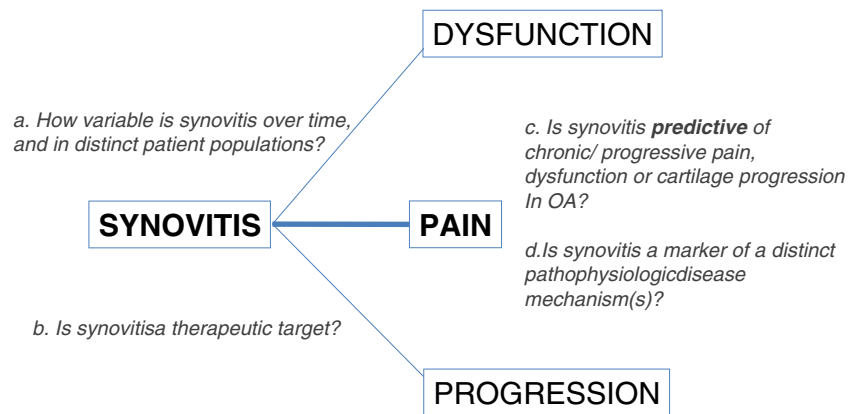 DYSFUNCTION
a. How variable is synovitis over time,
and in distinct patient populations?
c. Is synovitis predictive of
chronic/ progressive pain,
dysfunction or cartilage progression
In OA?
SYNOVITIS
PAIN
d.Is synovitis a marker of a distinct
pathophysiologicdisease
mechanism(s)?
b. Is synovitisa therapeutic target?
PROGRESSION